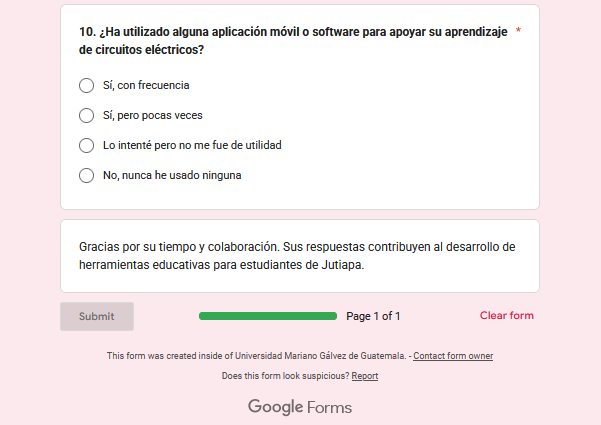 10. ¿Ha utilizado alguna aplicación móvil o software para apoyar su aprendizaje *
de circuitos eléctricos?
Sí, con frecuencia
Sí, pero pocas veces
Lo intenté pero no me fue de utilidad
No, nunca he usado ninguna
Gracias por su tiempo y colaboración. Sus respuestas contribuyen al desarrollo de
herramientas educativas para estudiantes de Jutiapa.
Submit
Page 1 of 1
Clear form
This form was created inside of Universidad Mariano Gálvez de Guatemala. - Contact form owner
Does this form look suspicious? Report
Google Forms